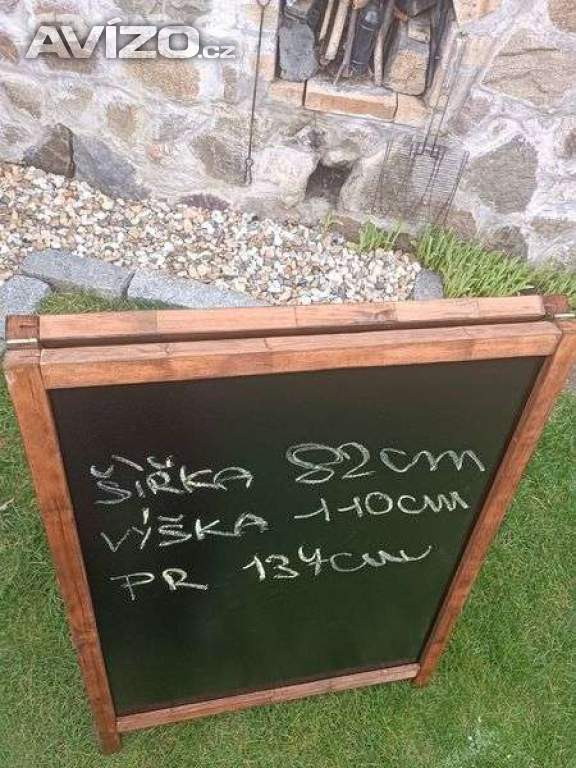 AVÍZO.cz
ŠÍŘKA 82cm
VÝŠKA 110cm
PR 134cm